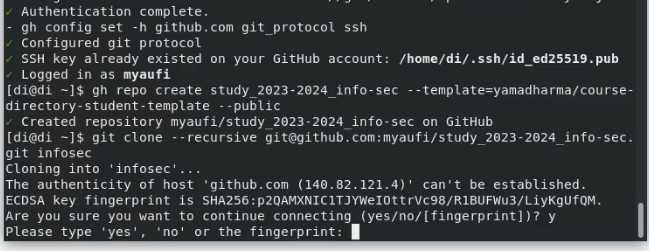 ✓ Authentication complete.
- gh config set -h github.com git_protocol ssh
✓ Configured git protocol
✓ SSH key already existed on your GitHub account: /home/di/.ssh/id_ed25519.pub
✓ Logged in as myaufi
[di@di ~]$ gh repo create study_2023-2024_info-sec --template=yamadharma/course-
directory-student-template --public
✓ Created repository myaufi/study_2023-2024_info-sec on GitHub
[di@di ~]$ git clone --recursive git@github.com:myaufi/study_2023-2024_info-sec.
git infosec
Cloning into 'infosec'...
The authenticity of host 'github.com (140.82.121.4)' can't be established.
ECDSA key fingerprint is SHA256:p2QAMXNIC1TJYWeIOttrVc98/R1BUFWu3/LiyKgUfQM.
Are you sure you want to continue connecting (yes/no/[fingerprint])? y
Please type 'yes', 'no' or the fingerprint: